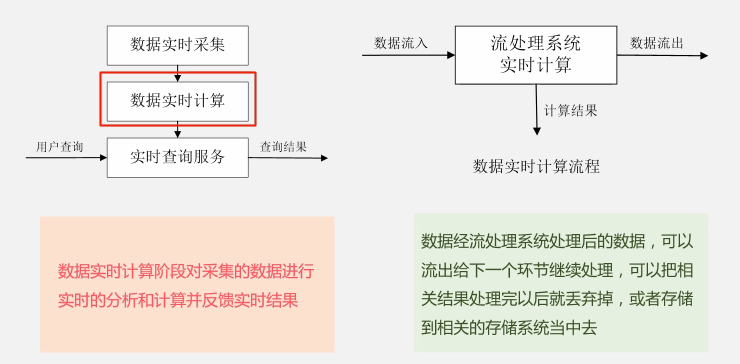 数据实时采集
数据实时计算
用户查询
实时查询服务
查询结果
数据流入
流处理系统
实时计算
数据流出
计算结果
数据实时计算流程
数据实时计算阶段对采集的数据进行
实时的分析和计算并反馈实时结果
数据经流处理系统处理后的数据，可以
流出给下一个环节继续处理，可以把相
关结果处理完以后就丢弃掉，或者存储
到相关的存储系统当中去